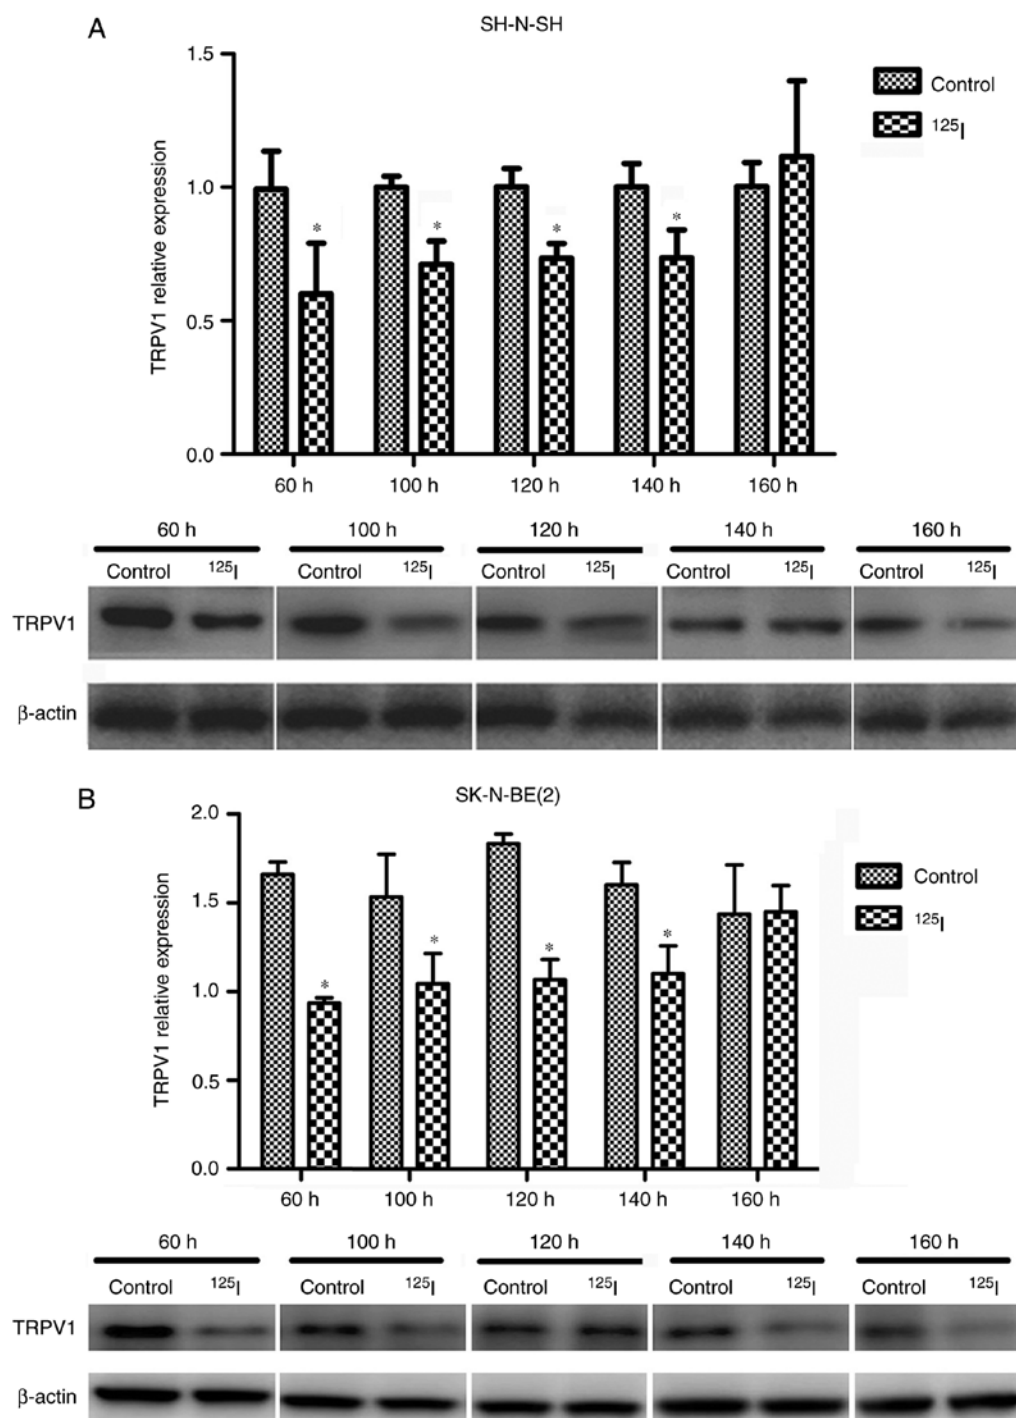 A
SH-N-SH
1.5
1.0
0.5
0.0
TRPV1 relative expression
Control
¹²⁵I
* * * *
60 h 100 h 120 h 140 h 160 h
60 h 100 h 120 h 140 h 160 h
Control ¹²⁵I Control ¹²⁵I Control ¹²⁵I Control ¹²⁵I Control ¹²⁵I
TRPV1
β-actin
B
SK-N-BE(2)
2.0
1.5
1.0
0.5
0.0
TRPV1 relative expression
Control
¹²⁵I
* * * *
60 h 100 h 120 h 140 h 160 h
60 h 100 h 120 h 140 h 160 h
Control ¹²⁵I Control ¹²⁵I Control ¹²⁵I Control ¹²⁵I Control ¹²⁵I
TRPV1
β-actin